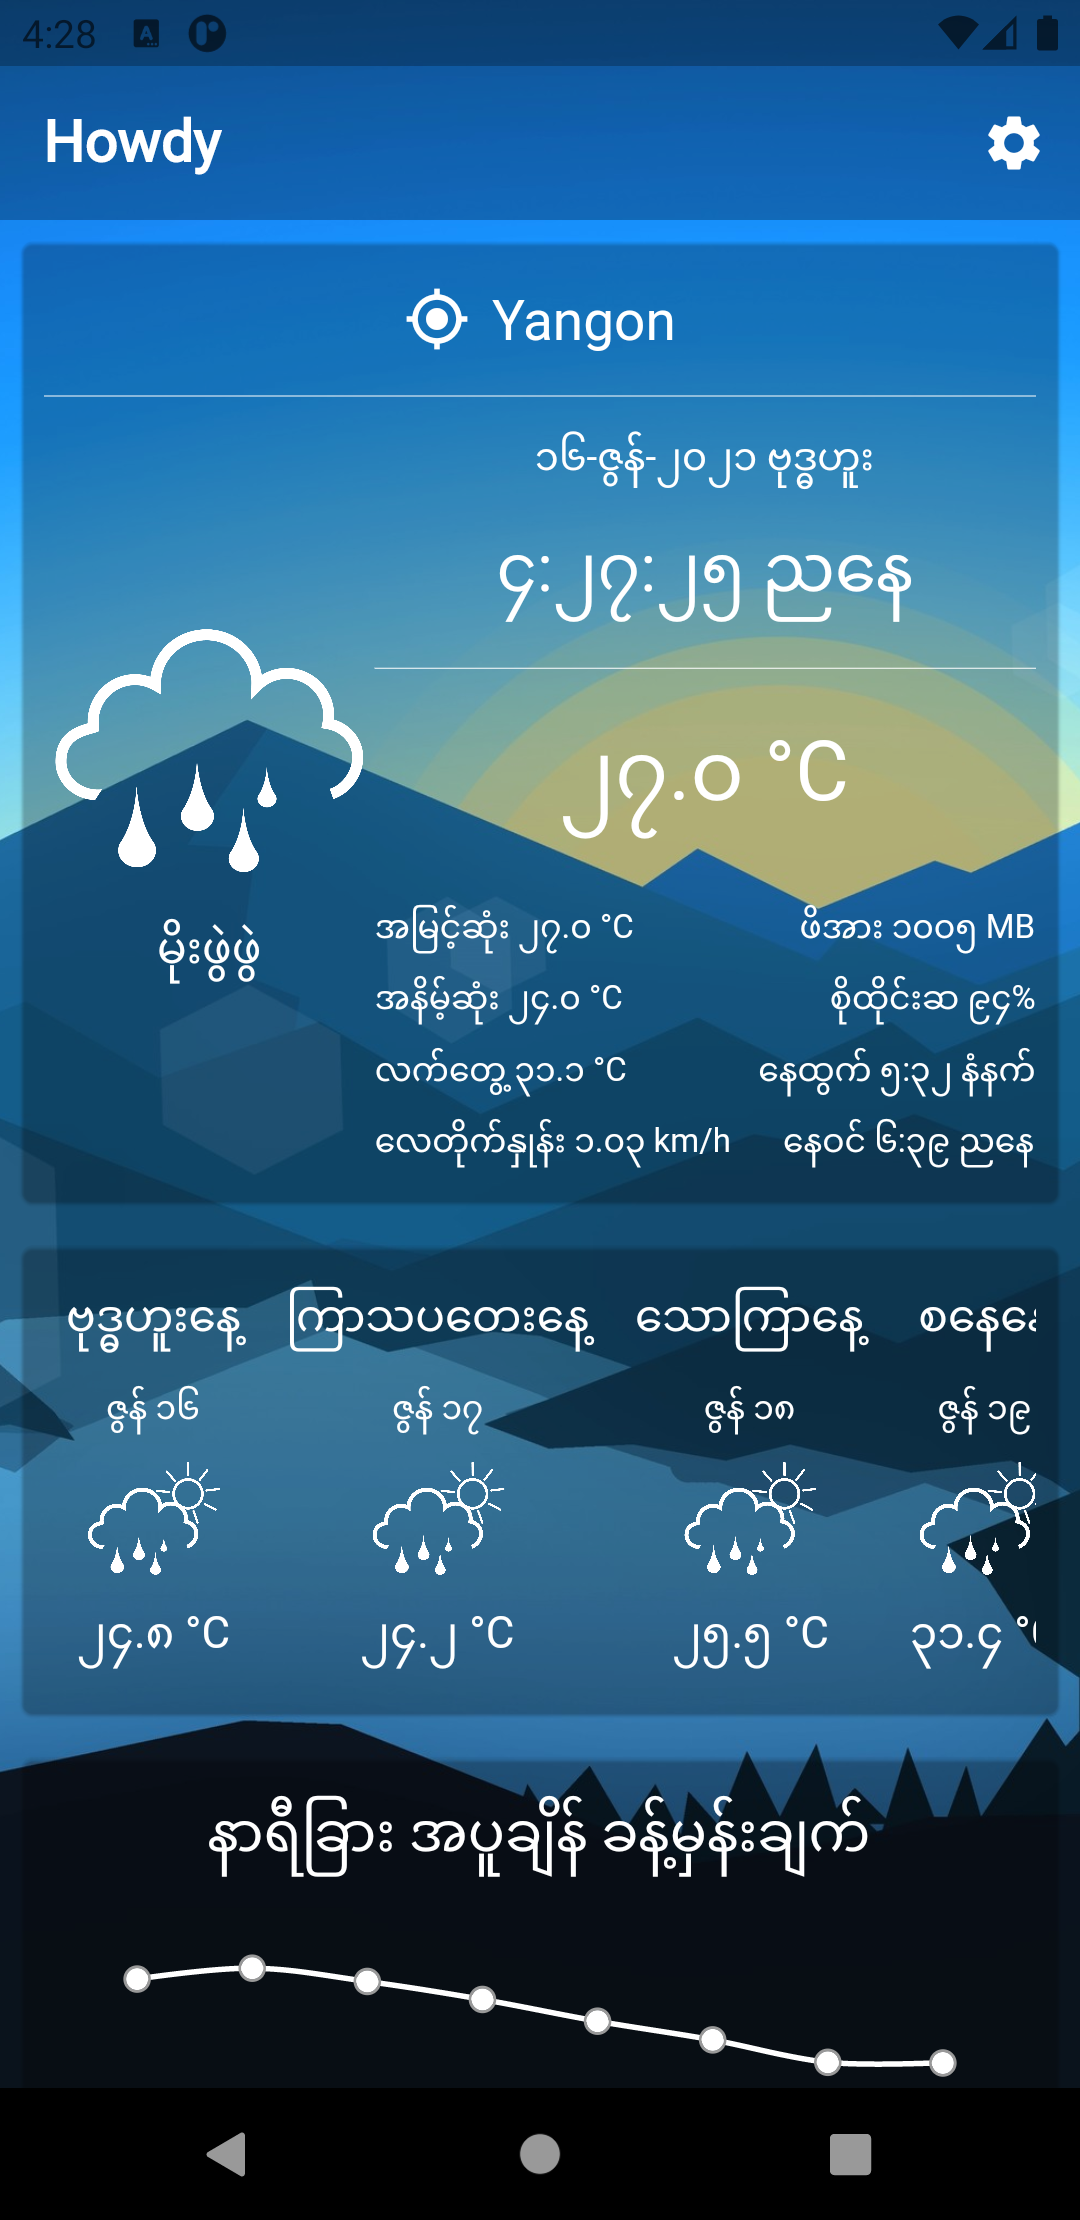 4:28
Howdy
Yangon
၁၆-ဇွန်-၂၀၂၁ ဗုဒ္ဓဟူး
၄:၂၇:၂၅ ညနေ
၂၇.၀ °C
မိုးဖွဲဖွဲ
အမြင့်ဆုံး ၂၇.၀ °C ဖိအား ၁၀၀၅ MB
အနိမ့်ဆုံး ၂၄.၀ °C စိုထိုင်းဆ ၉၄%
လက်တွေ့ ၃၁.၁ °C နေထွက် ၅:၃၂ နံနက်
လေတိုက်နှုန်း ၁.၀၃ km/h နေဝင် ၆:၃၉ ညနေ
ဗုဒ္ဓဟူးနေ့ ကြာသပတေးနေ့ သောကြာနေ့ စနေနေ
ဇွန် ၁၆ ဇွန် ၁၇ ဇွန် ၁၈ ဇွန် ၁၉
၂၄.၈ °C ၂၄.၂ °C ၂၅.၅ °C ၃၁.၄ °C
နာရီခြား အပူချိန် ခန့်မှန်းချက်